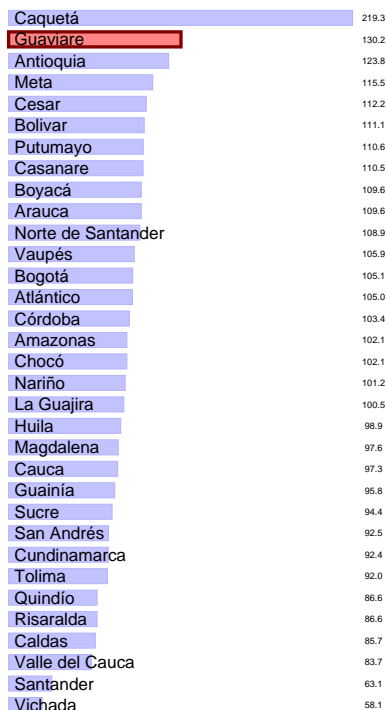 Caquetá 219.3
Guaviare 130.2
Antioquia 123.8
Meta 115.5
Cesar 112.2
Bolivar 111.1
Putumayo 110.6
Casanare 110.5
Boyacá 109.6
Arauca 109.6
Norte de Santander 108.9
Vaupés 105.9
Bogotá 105.1
Atlántico 105.0
Córdoba 103.4
Amazonas 102.1
Chocó 102.1
Nariño 101.2
La Guajira 100.5
Huila 98.9
Magdalena 97.6
Cauca 97.3
Guainía 95.8
Sucre 94.4
San Andrés 92.5
Cundinamarca 92.4
Tolima 92.0
Quindío 86.6
Risaralda 86.6
Caldas 85.7
Valle del Cauca 83.7
Santander 63.1
Vichada 58.1